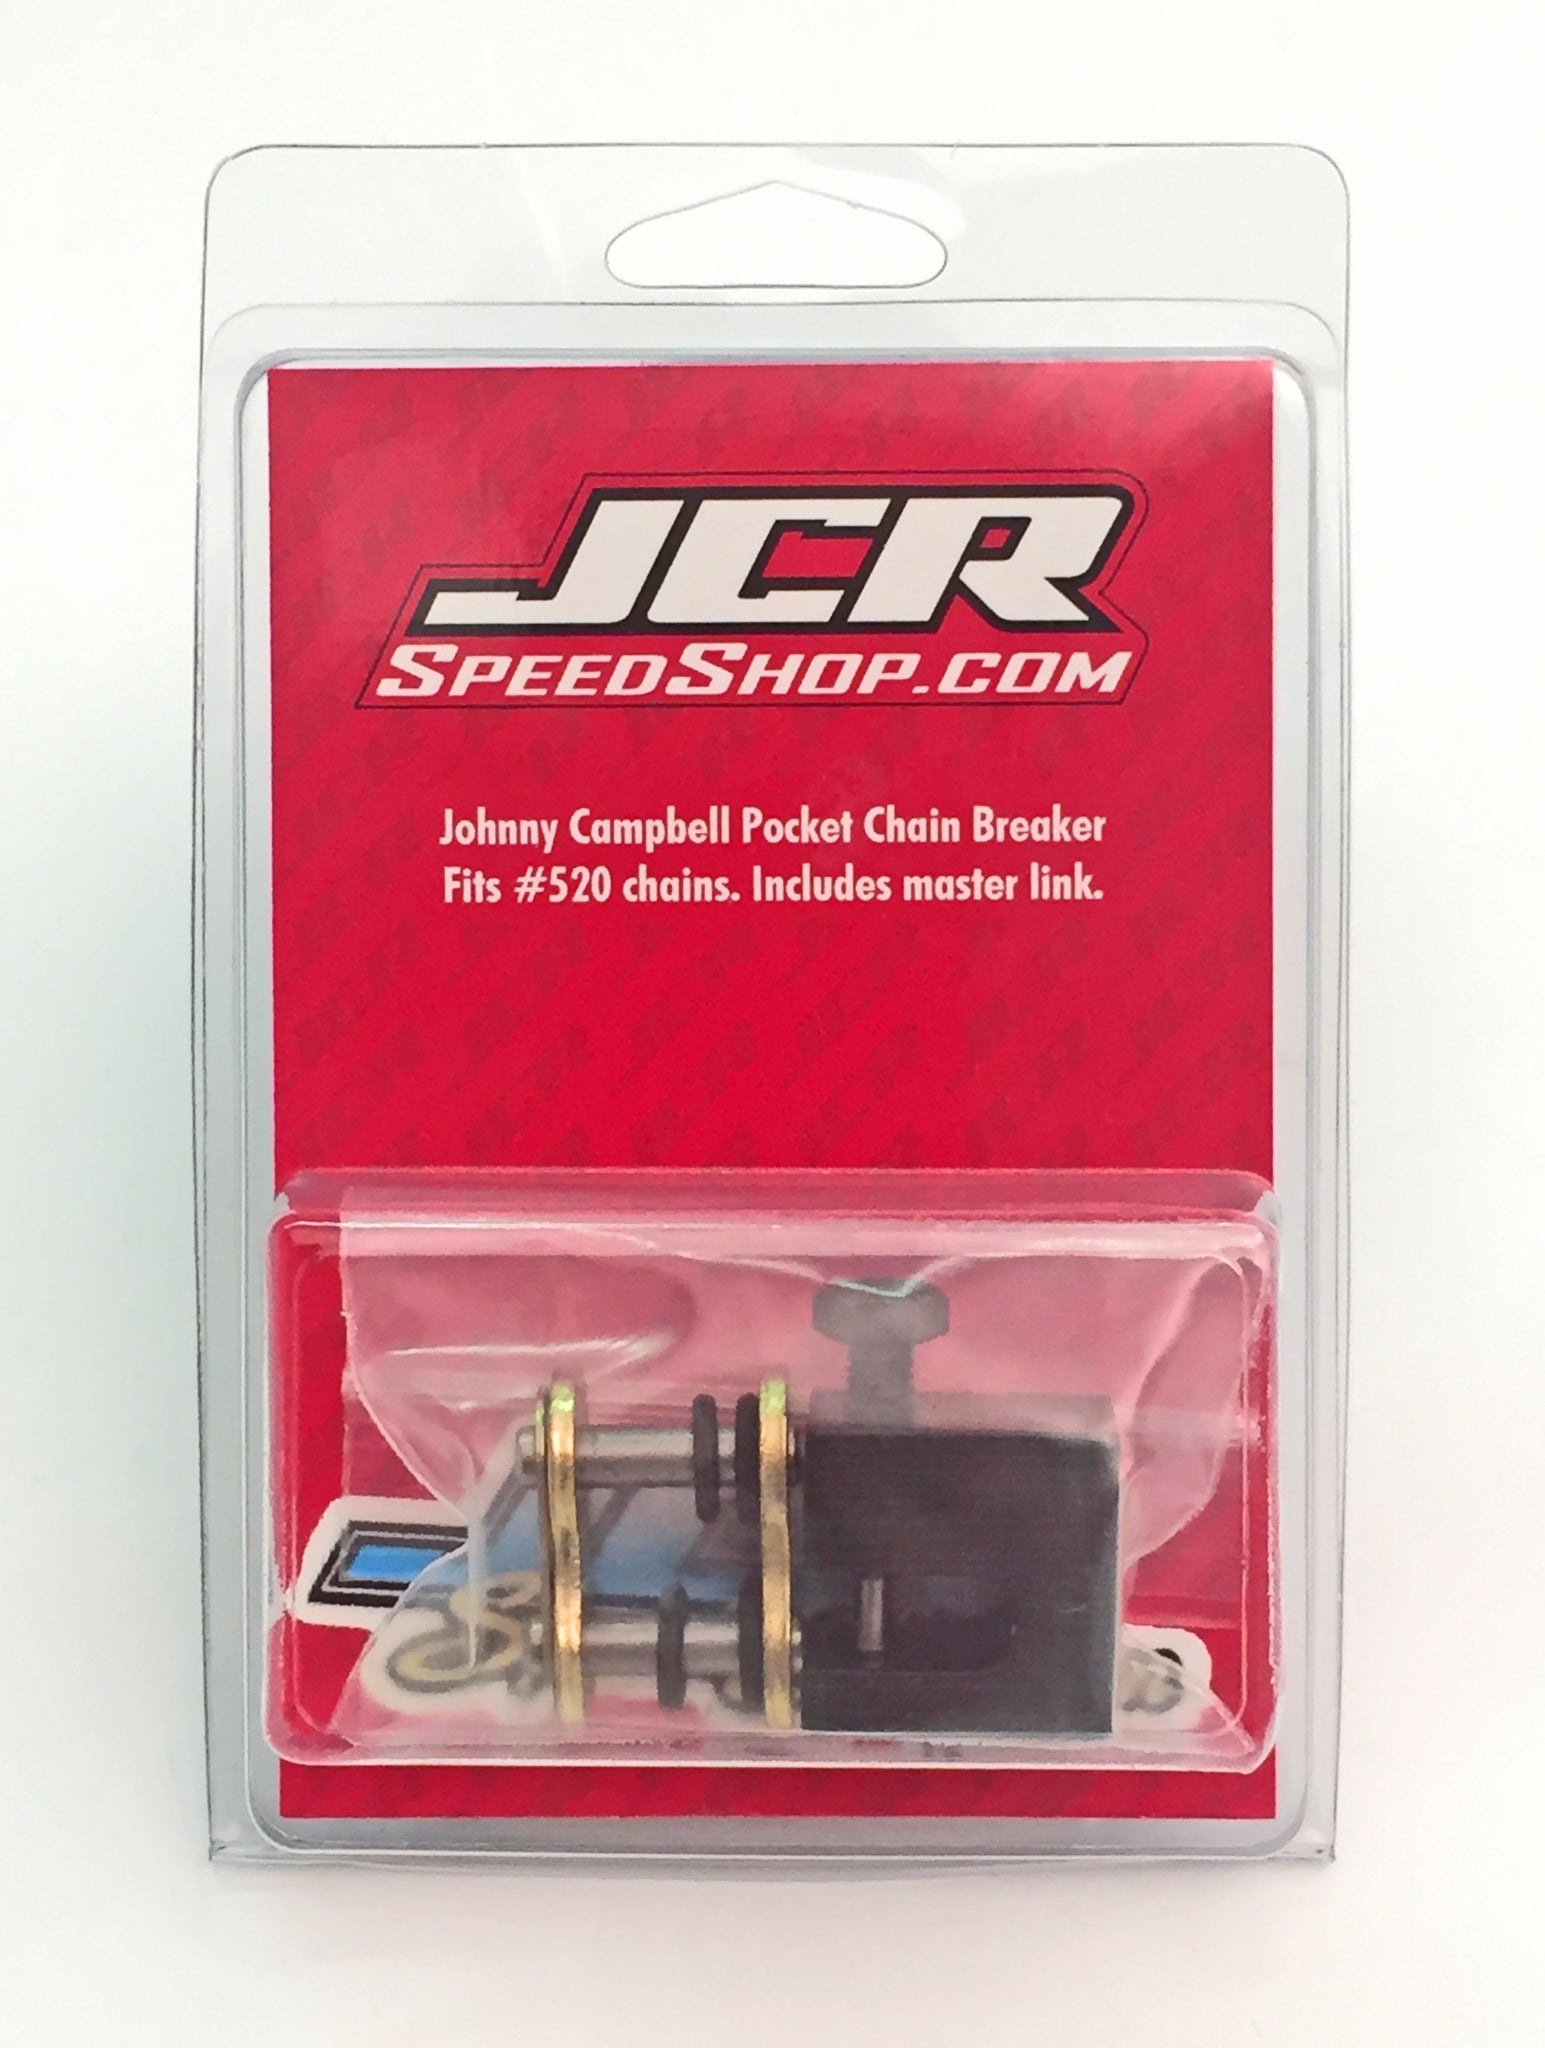 JCR
SPEEDSHOP.COM
Johnny Campbell Pocket Chain Breaker
Fits #520 chains. Includes master link.